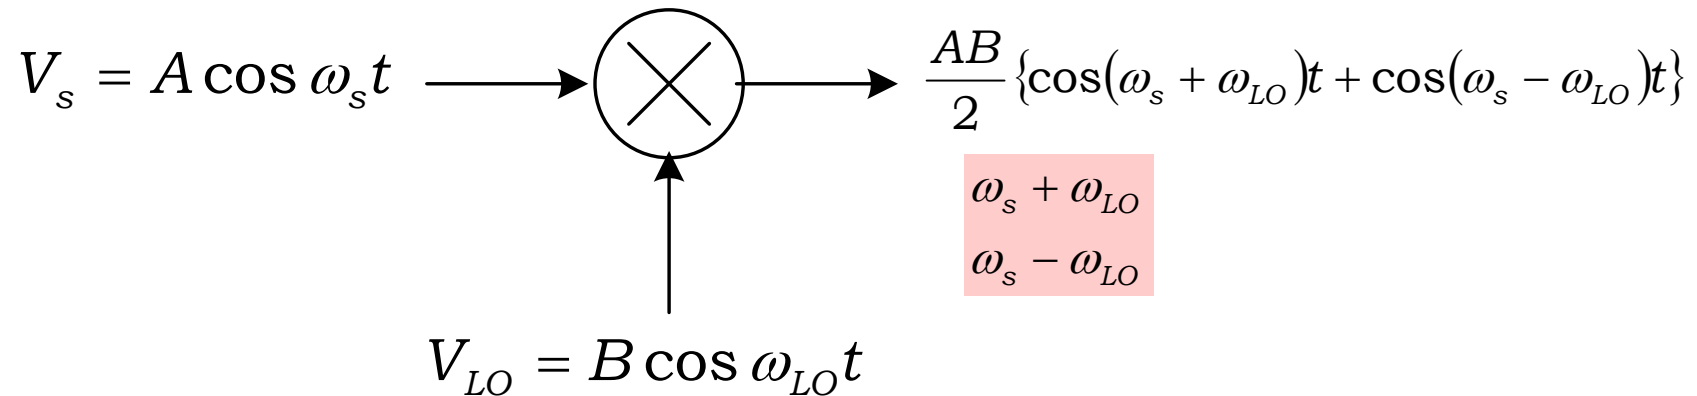 V_s = A cos ω_s t
AB/2 {cos(ω_s + ω_LO)t + cos(ω_s − ω_LO)t}
ω_s + ω_LO
ω_s − ω_LO
V_LO = B cos ω_LO t